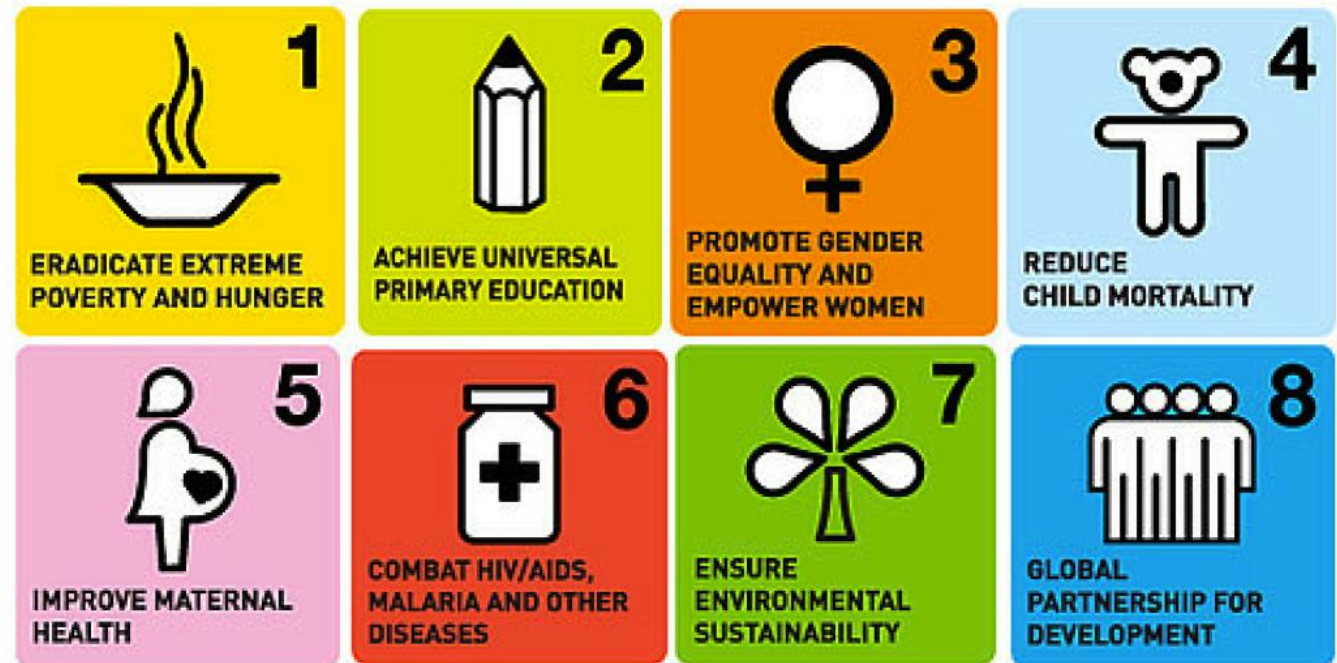 1
ERADICATE EXTREME
POVERTY AND HUNGER
2
ACHIEVE UNIVERSAL
PRIMARY EDUCATION
3
PROMOTE GENDER
EQUALITY AND
EMPOWER WOMEN
4
REDUCE
CHILD MORTALITY
5
IMPROVE MATERNAL
HEALTH
6
COMBAT HIV/AIDS,
MALARIA AND OTHER
DISEASES
7
ENSURE
ENVIRONMENTAL
SUSTAINABILITY
8
GLOBAL
PARTNERSHIP FOR
DEVELOPMENT